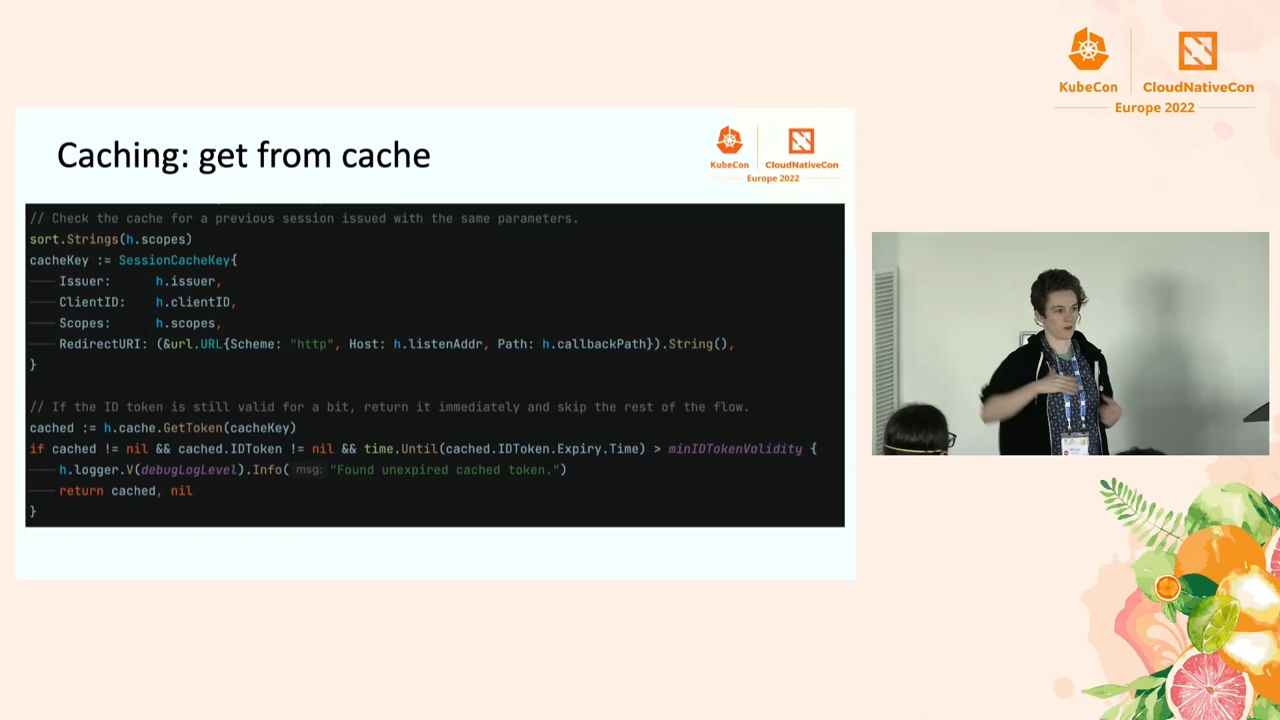 KubeCon
CloudNativeCon
Europe 2022
Caching: get from cache
KubeCon
CloudNativeCon
Europe 2022
// Check the cache for a previous session issued with the same parameters.
sort.Strings(h.scopes)
cacheKey := SessionCacheKey{
Issuer: h.issuer,
ClientID: h.clientID,
Scopes: h.scopes,
RedirectURI: (&url.URL{Scheme: "http", Host: h.listenAddr, Path: h.callbackPath}).String(),
}
// If the ID token is still valid for a bit, return it immediately and skip the rest of the flow.
cached := h.cache.GetToken(cacheKey)
if cached != nil && cached.IDToken != nil && time.Until(cached.IDToken.Expiry.Time) > minIDTokenValidity {
h.logger.V(debugLogLevel).Info( msg: "Found unexpired cached token.")
return cached, nil
}